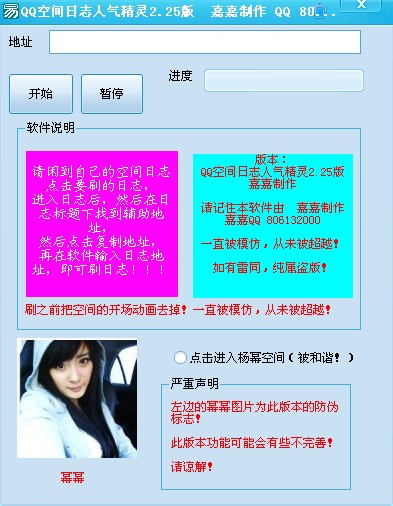 QQ空间日志人气精灵2.25版 嘉嘉制作 QQ 80
地址
进度
开始
暂停
软件说明
请闲到自己的空间日志
点击要刷的日志，
进入日志后，然后在日
志标题下找到辅助地
址，
然后点击复制地址，
再在软件输入日志地
址，即可刷日志！！！
版本：
QQ空间日志人气精灵2.25版
嘉嘉制作
请记住本软件由 嘉嘉制作
嘉嘉QQ 806132000
一直被模仿，从未被超越！
如有雷同，纯属盗版！
刷之前把空间的开场动画去掉！
一直被模仿，从未被超越！
点击进入杨幂空间（被和谐！）
严重声明
左边的幂幂图片为此版本的防伪
标志！
此版本功能可能会有些不完善！
请谅解！
幂幂